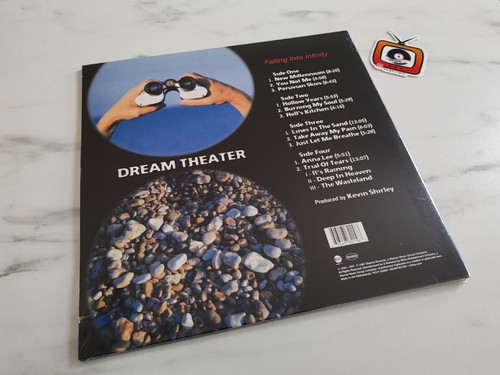 Falling Into Infinity
Side One
1. New Millennium (8:20)
2. You Not Me (4:58)
3. Peruvian Skies (6:43)
Side Two
1. Hollow Years (5:53)
2. Burning My Soul (5:29)
3. Hell's Kitchen (4:16)
Side Three
1. Lines In The Sand (12:05)
2. Take Away My Pain (6:03)
3. Just Let Me Breathe (5:28)
Side Four
1. Anna Lee (5:51)
2. Trial Of Tears (13:07)
I - It's Raining
II - Deep In Heaven
III - The Wasteland
Produced by Kevin Shirley
DREAM THEATER